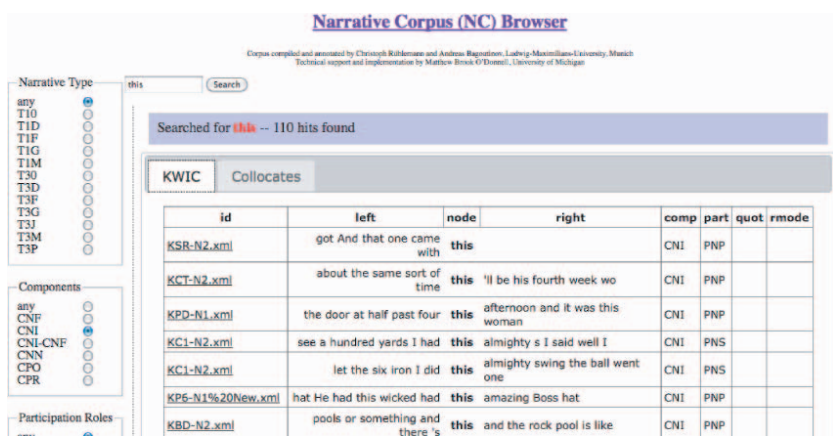 Narrative Corpus (NC) Browser
Corpus compiled and annotated by Christoph Rühlemann and Andreas Bagoutinov, Ludwig-Maximilians-University, Munich
Technical support and implementation by Matthew Brook O'Donnell, University of Michigan
Narrative Type
any
T10
T1D
T1F
T1G
T1M
T30
T3D
T3F
T3G
T3J
T3M
T3P
Components
any
CNF
CNI
CNI-CNF
CNN
CPO
CPR
Participation Roles
this Search
Searched for this -- 110 hits found
KWIC Collocates
id left node right comp part quot rmode
KSR-N2.xml got And that one came with this CNI PNP
KCT-N2.xml about the same sort of time this 'll be his fourth week wo CNI PNP
KPD-N1.xml the door at half past four this afternoon and it was this woman CNI PNP
KC1-N2.xml see a hundred yards I had this almighty s I said well I CNI PNS
KC1-N2.xml let the six iron I did this almighty swing the ball went one CNI PNS
KP6-N1%20New.xml hat He had this wicked had this amazing Boss hat CNI PNP
KBD-N2.xml pools or something and there 's this and the rock pool is like CNI PNP